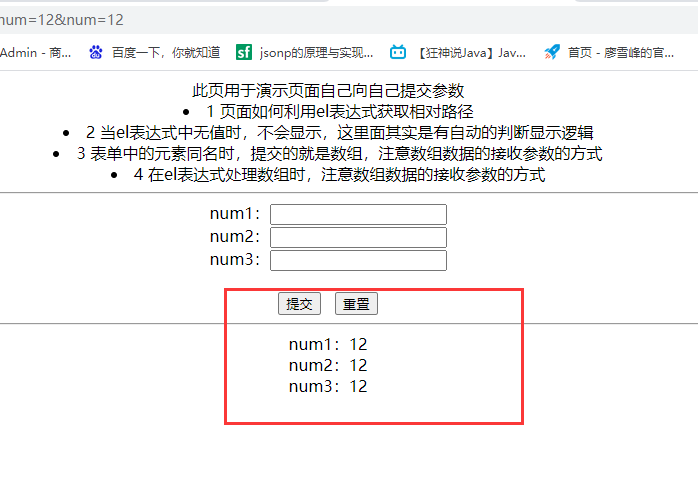 num=12&num=12
Admin - 商... 百度一下，你就知道 sf jsonp的原理与实现... 【狂神说Java】Jav... 首页 - 廖雪峰的官...
此页用于演示页面自己向自己提交参数
• 1 页面如何利用el表达式获取相对路径
• 2 当el表达式中无值时，不会显示，这里面其实是有自动的判断显示逻辑
• 3 表单中的元素同名时，提交的就是数组，注意数组数据的接收参数的方式
• 4 在el表达式处理数组时，注意数组数据的接收参数的方式
num1：
num2：
num3：
提交 重置
num1：12
num2：12
num3：12